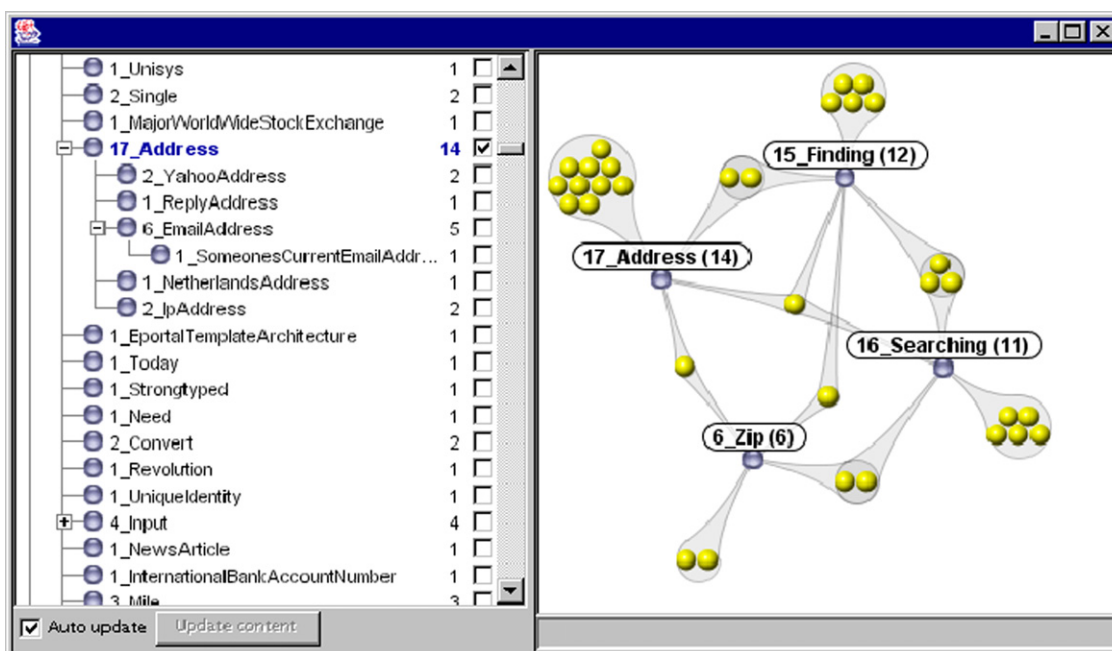 1_Unisys 1
2_Single 2
1_MajorWorldWideStockExchange 1
17_Address 14
2_YahooAddress 2
1_ReplyAddress 1
6_EmailAddress 5
1_SomeonesCurrentEmailAddr... 1
1_NetherlandsAddress 1
2_IpAddress 2
1_EportalTemplateArchitecture 1
1_Today 1
1_Strongtyped 1
1_Need 1
2_Convert 2
1_Revolution 1
1_UniqueIdentity 1
4_Input 4
1_NewsArticle 1
1_InternationalBankAccountNumber 1
3_Mile 3
Auto update Update content
15_Finding (12)
17_Address (14)
16_Searching (11)
6_Zip (6)